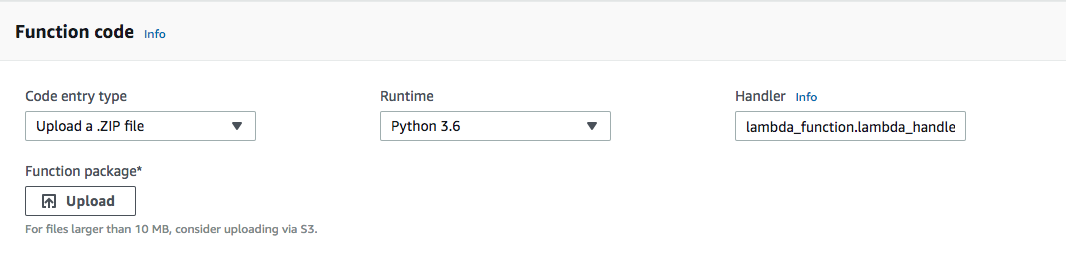 Function code Info
Code entry type Runtime Handler Info
Upload a .ZIP file Python 3.6 lambda_function.lambda_handle
Function package*
Upload
For files larger than 10 MB, consider uploading via S3.